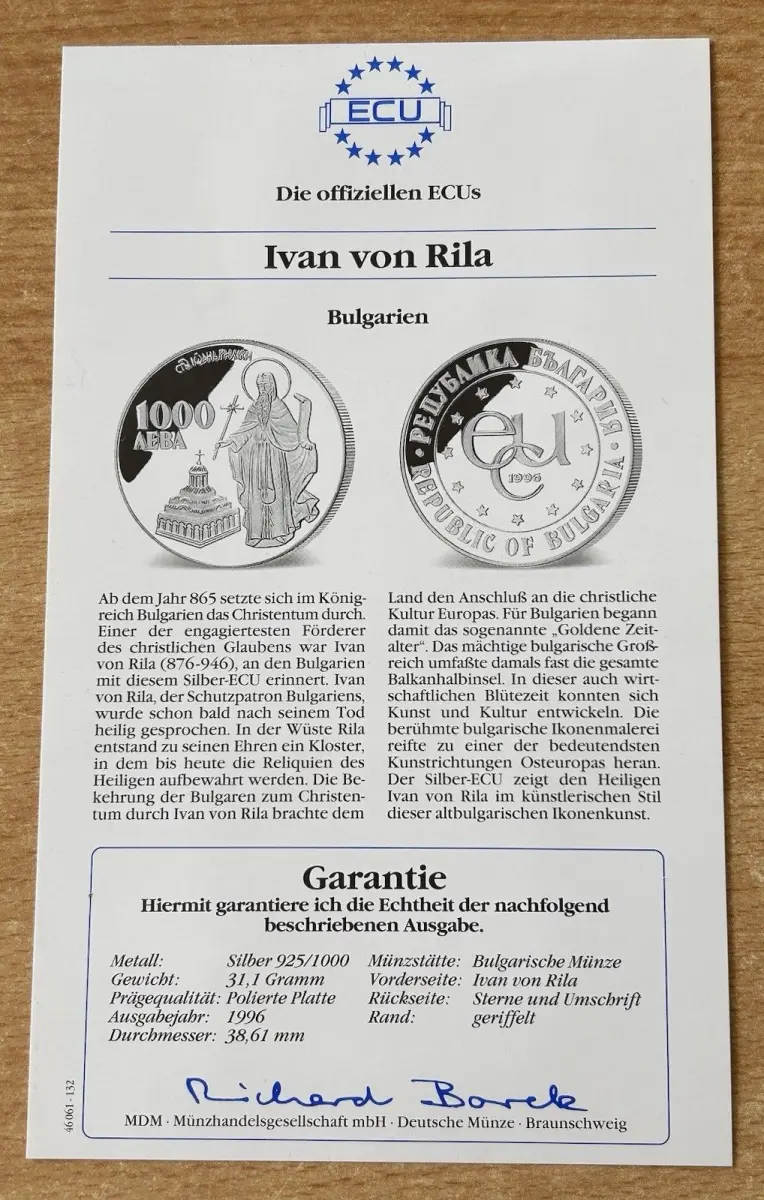 ECU
Die offiziellen ECUs
Ivan von Rila
Bulgarien
1000
ЛЕВА
• РЕПУБЛИКА БЪЛГАРИЯ •
ecu
1996
REPUBLIC OF BULGARIA
Ab dem Jahr 865 setzte sich im König-
reich Bulgarien das Christentum durch.
Einer der engagiertesten Förderer
des christlichen Glaubens war Ivan
von Rila (876-946), an den Bulgarien
mit diesem Silber-ECU erinnert. Ivan
von Rila, der Schutzpatron Bulgariens,
wurde schon bald nach seinem Tod
heilig gesprochen. In der Wüste Rila
entstand zu seinen Ehren ein Kloster,
in dem bis heute die Reliquien des
Heiligen aufbewahrt werden. Die Be-
kehrung der Bulgaren zum Christen-
tum durch Ivan von Rila brachte dem
Land den Anschluß an die christliche
Kultur Europas. Für Bulgarien begann
damit das sogenannte „Goldene Zeit-
alter“. Das mächtige bulgarische Groß-
reich umfaßte damals fast die gesamte
Balkanhalbinsel. In dieser auch wirt-
schaftlichen Blütezeit konnten sich
Kunst und Kultur entwickeln. Die
berühmte bulgarische Ikonenmalerei
reifte zu einer der bedeutendsten
Kunstrichtungen Osteuropas heran.
Der Silber-ECU zeigt den Heiligen
Ivan von Rila im künstlerischen Stil
dieser altbulgarischen Ikonenkunst.
Garantie
Hiermit garantiere ich die Echtheit der nachfolgend
beschriebenen Ausgabe.
Metall: Silber 925/1000
Gewicht: 31,1 Gramm
Prägequalität: Polierte Platte
Ausgabejahr: 1996
Durchmesser: 38,61 mm
Münzstätte: Bulgarische Münze
Vorderseite: Ivan von Rila
Rückseite: Sterne und Umschrift
Rand: geriffelt
Richard Borek
MDM · Münzhandelsgesellschaft mbH · Deutsche Münze · Braunschweig
46061-132